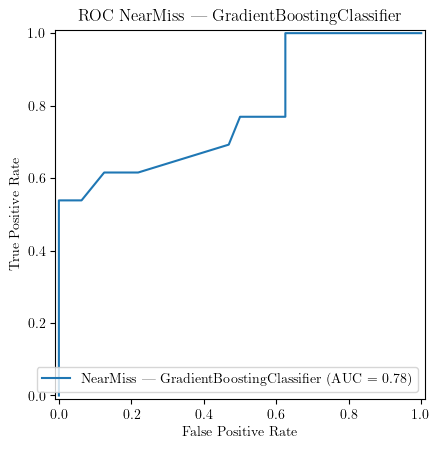 ROC NearMiss — GradientBoostingClassifier
1.0
0.8
0.6
0.4
0.2
0.0
True Positive Rate
NearMiss — GradientBoostingClassifier (AUC = 0.78)
0.0 0.2 0.4 0.6 0.8 1.0
False Positive Rate